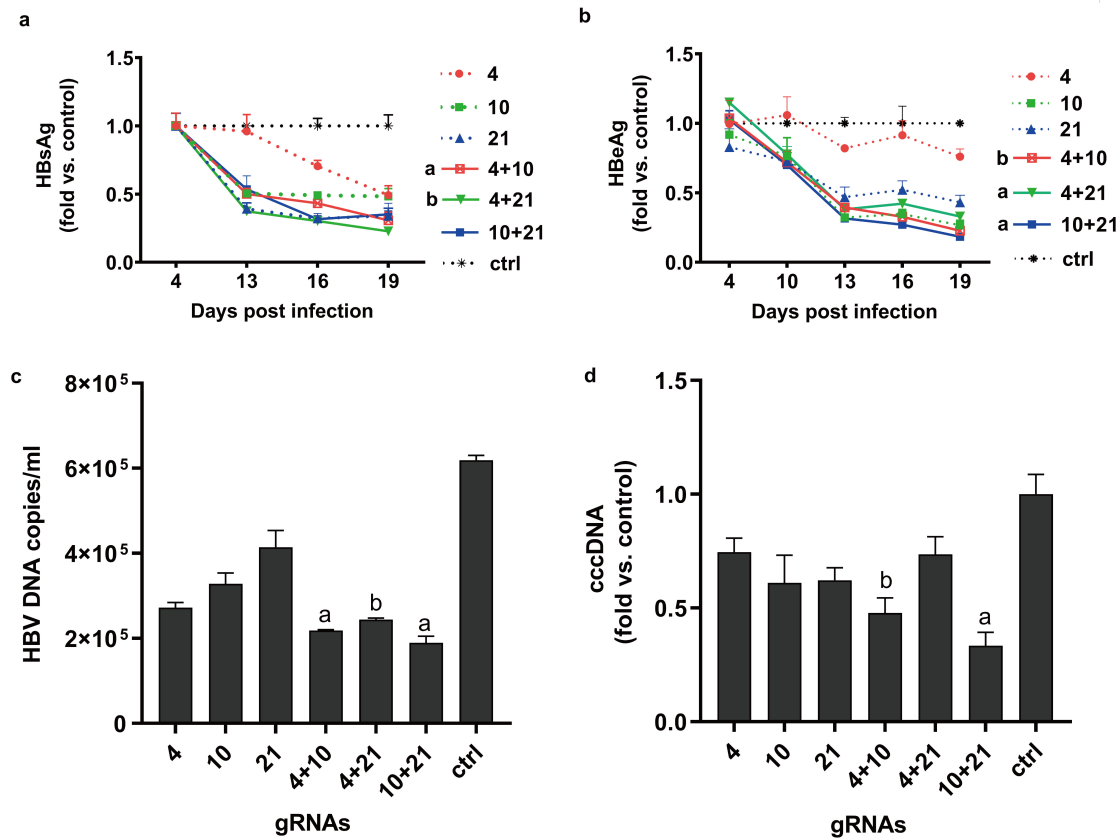 a
HBsAg
(fold vs. control)
1.5
1.0
0.5
0.0
4 13 16 19
Days post infection
4
10
21
a 4+10
b 4+21
10+21
ctrl
b
HBeAg
(fold vs. control)
1.5
1.0
0.5
0.0
4 10 13 16 19
Days post infection
4
10
21
b 4+10
a 4+21
a 10+21
ctrl
c
HBV DNA copies/ml
8×10⁵
6×10⁵
4×10⁵
2×10⁵
0
a b a
4 10 21 4+10 4+21 10+21 ctrl
gRNAs
d
cccDNA
(fold vs. control)
1.5
1.0
0.5
0.0
b a
4 10 21 4+10 4+21 10+21 ctrl
gRNAs